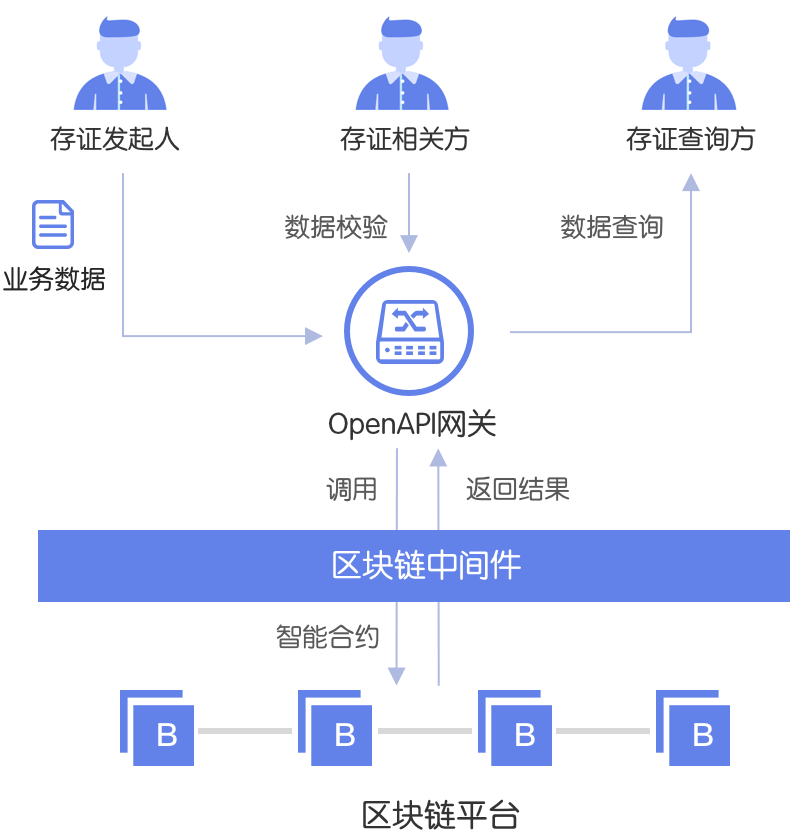 存证发起人
存证相关方
存证查询方
数据校验
数据查询
业务数据
OpenAPI网关
调用
返回结果
区块链中间件
智能合约
B
B
B
B
区块链平台